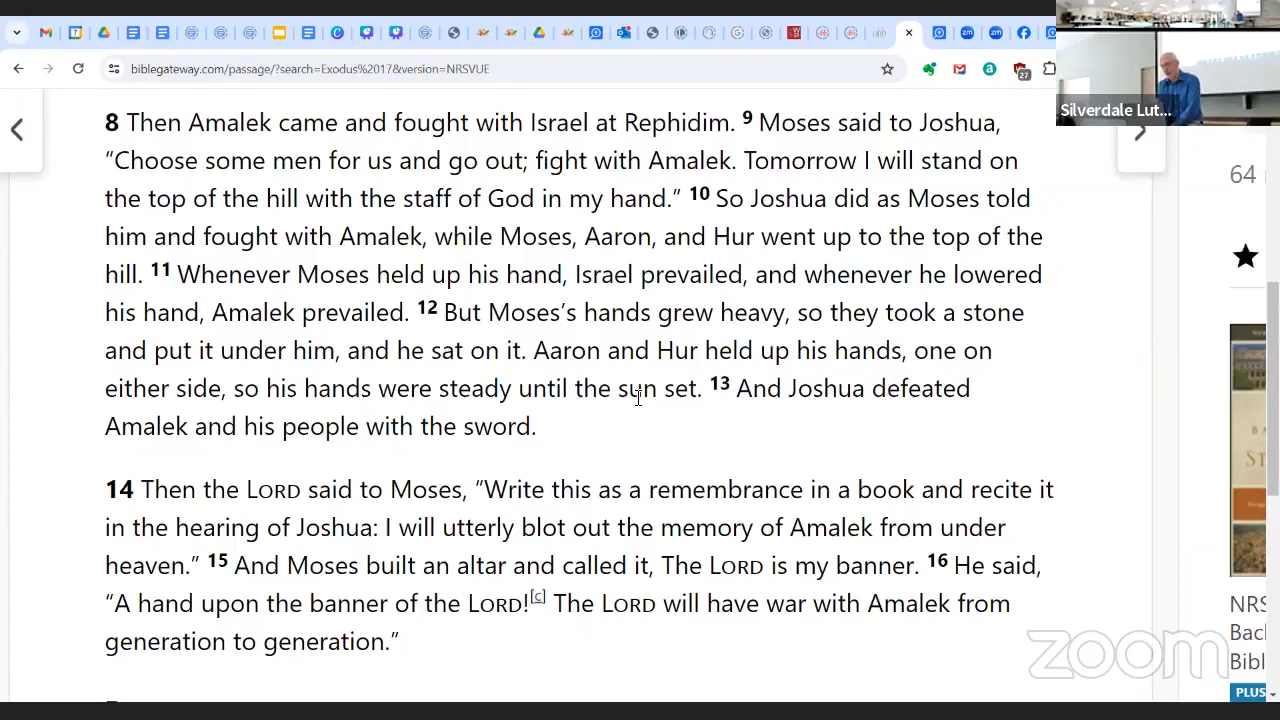 biblegateway.com/passage/?search=Exodus%2017&version=NRSVUE
27
Silverdale Lut...
8 Then Amalek came and fought with Israel at Rephidim. 9 Moses said to Joshua,
“Choose some men for us and go out; fight with Amalek. Tomorrow I will stand on
the top of the hill with the staff of God in my hand.” 10 So Joshua did as Moses told
him and fought with Amalek, while Moses, Aaron, and Hur went up to the top of the
hill. 11 Whenever Moses held up his hand, Israel prevailed, and whenever he lowered
his hand, Amalek prevailed. 12 But Moses’s hands grew heavy, so they took a stone
and put it under him, and he sat on it. Aaron and Hur held up his hands, one on
either side, so his hands were steady until the sun set. 13 And Joshua defeated
Amalek and his people with the sword.
14 Then the LORD said to Moses, “Write this as a remembrance in a book and recite it
in the hearing of Joshua: I will utterly blot out the memory of Amalek from under
heaven.” 15 And Moses built an altar and called it, The LORD is my banner. 16 He said,
“A hand upon the banner of the LORD![c] The LORD will have war with Amalek from
generation to generation.”
64
NRS
Bac
Bibl
PLUS
zoom